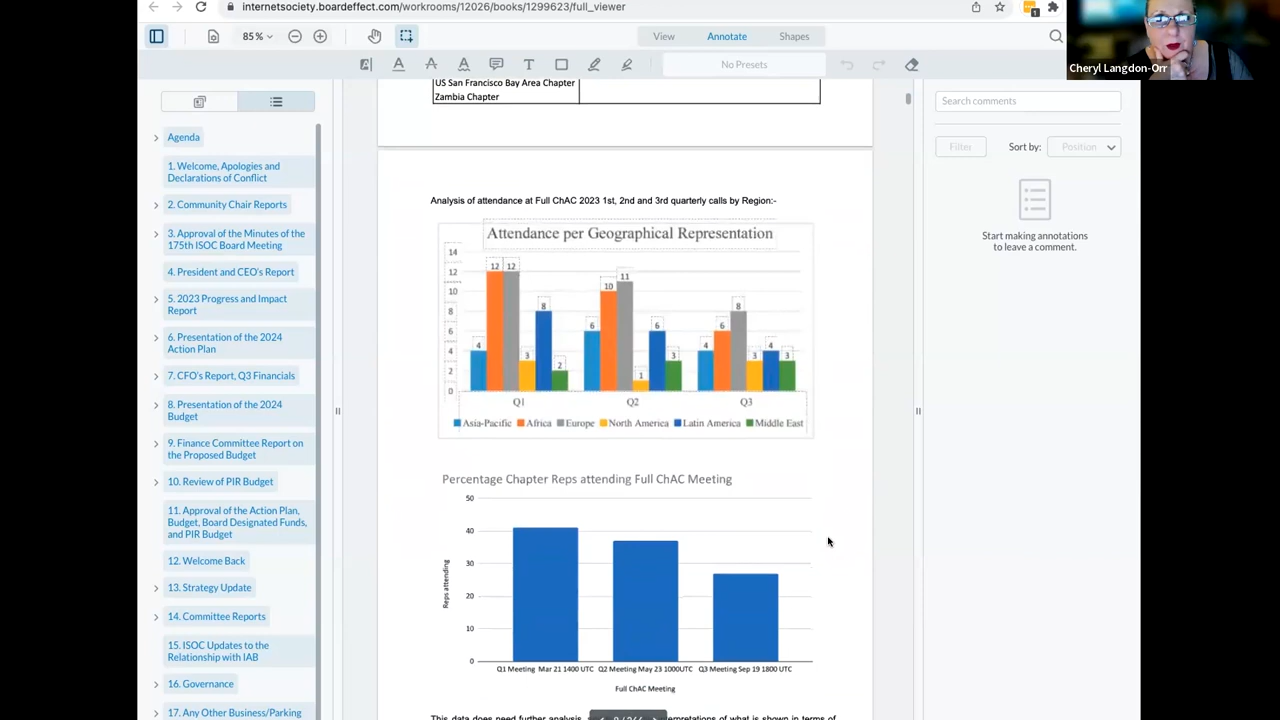 internetsociety.boardeffect.com/workrooms/12026/books/1299623/full_viewer
1
Cheryl Langdon-Orr
85%
View
Annotate
Shapes
No Presets
Agenda
1. Welcome, Apologies and
Declarations of Conflict
2. Community Chair Reports
3. Approval of the Minutes of the
175th ISOC Board Meeting
4. President and CEO's Report
5. 2023 Progress and Impact
Report
6. Presentation of the 2024
Action Plan
7. CFO's Report, Q3 Financials
8. Presentation of the 2024
Budget
9. Finance Committee Report on
the Proposed Budget
10. Review of PIR Budget
11. Approval of the Action Plan,
Budget, Board Designated Funds,
and PIR Budget
12. Welcome Back
13. Strategy Update
14. Committee Reports
15. ISOC Updates to the
Relationship with IAB
16. Governance
17. Any Other Business/Parking
US San Francisco Bay Area Chapter
Zambia Chapter
Analysis of attendance at Full ChAC 2023 1st, 2nd and 3rd quarterly calls by Region:-
Attendance per Geographical Representation
14
12
10
8
6
4
2
0
4 12 12 3 8 2
6 10 11 1 6 3
4 6 8 3 4 3
Q1 Q2 Q3
Asia-Pacific Africa Europe North America Latin America Middle East
Percentage Chapter Reps attending Full ChAC Meeting
50
40
30
20
10
0
Reps attending
Q1 Meeting Mar 21 1400 UTC Q2 Meeting May 23 1000UTC Q3 Meeting Sep 19 1800 UTC
Full ChAC Meeting
This data does need further analysis, of what is shown in terms of
Search comments
Filter
Sort by:
Position
Start making annotations
to leave a comment.